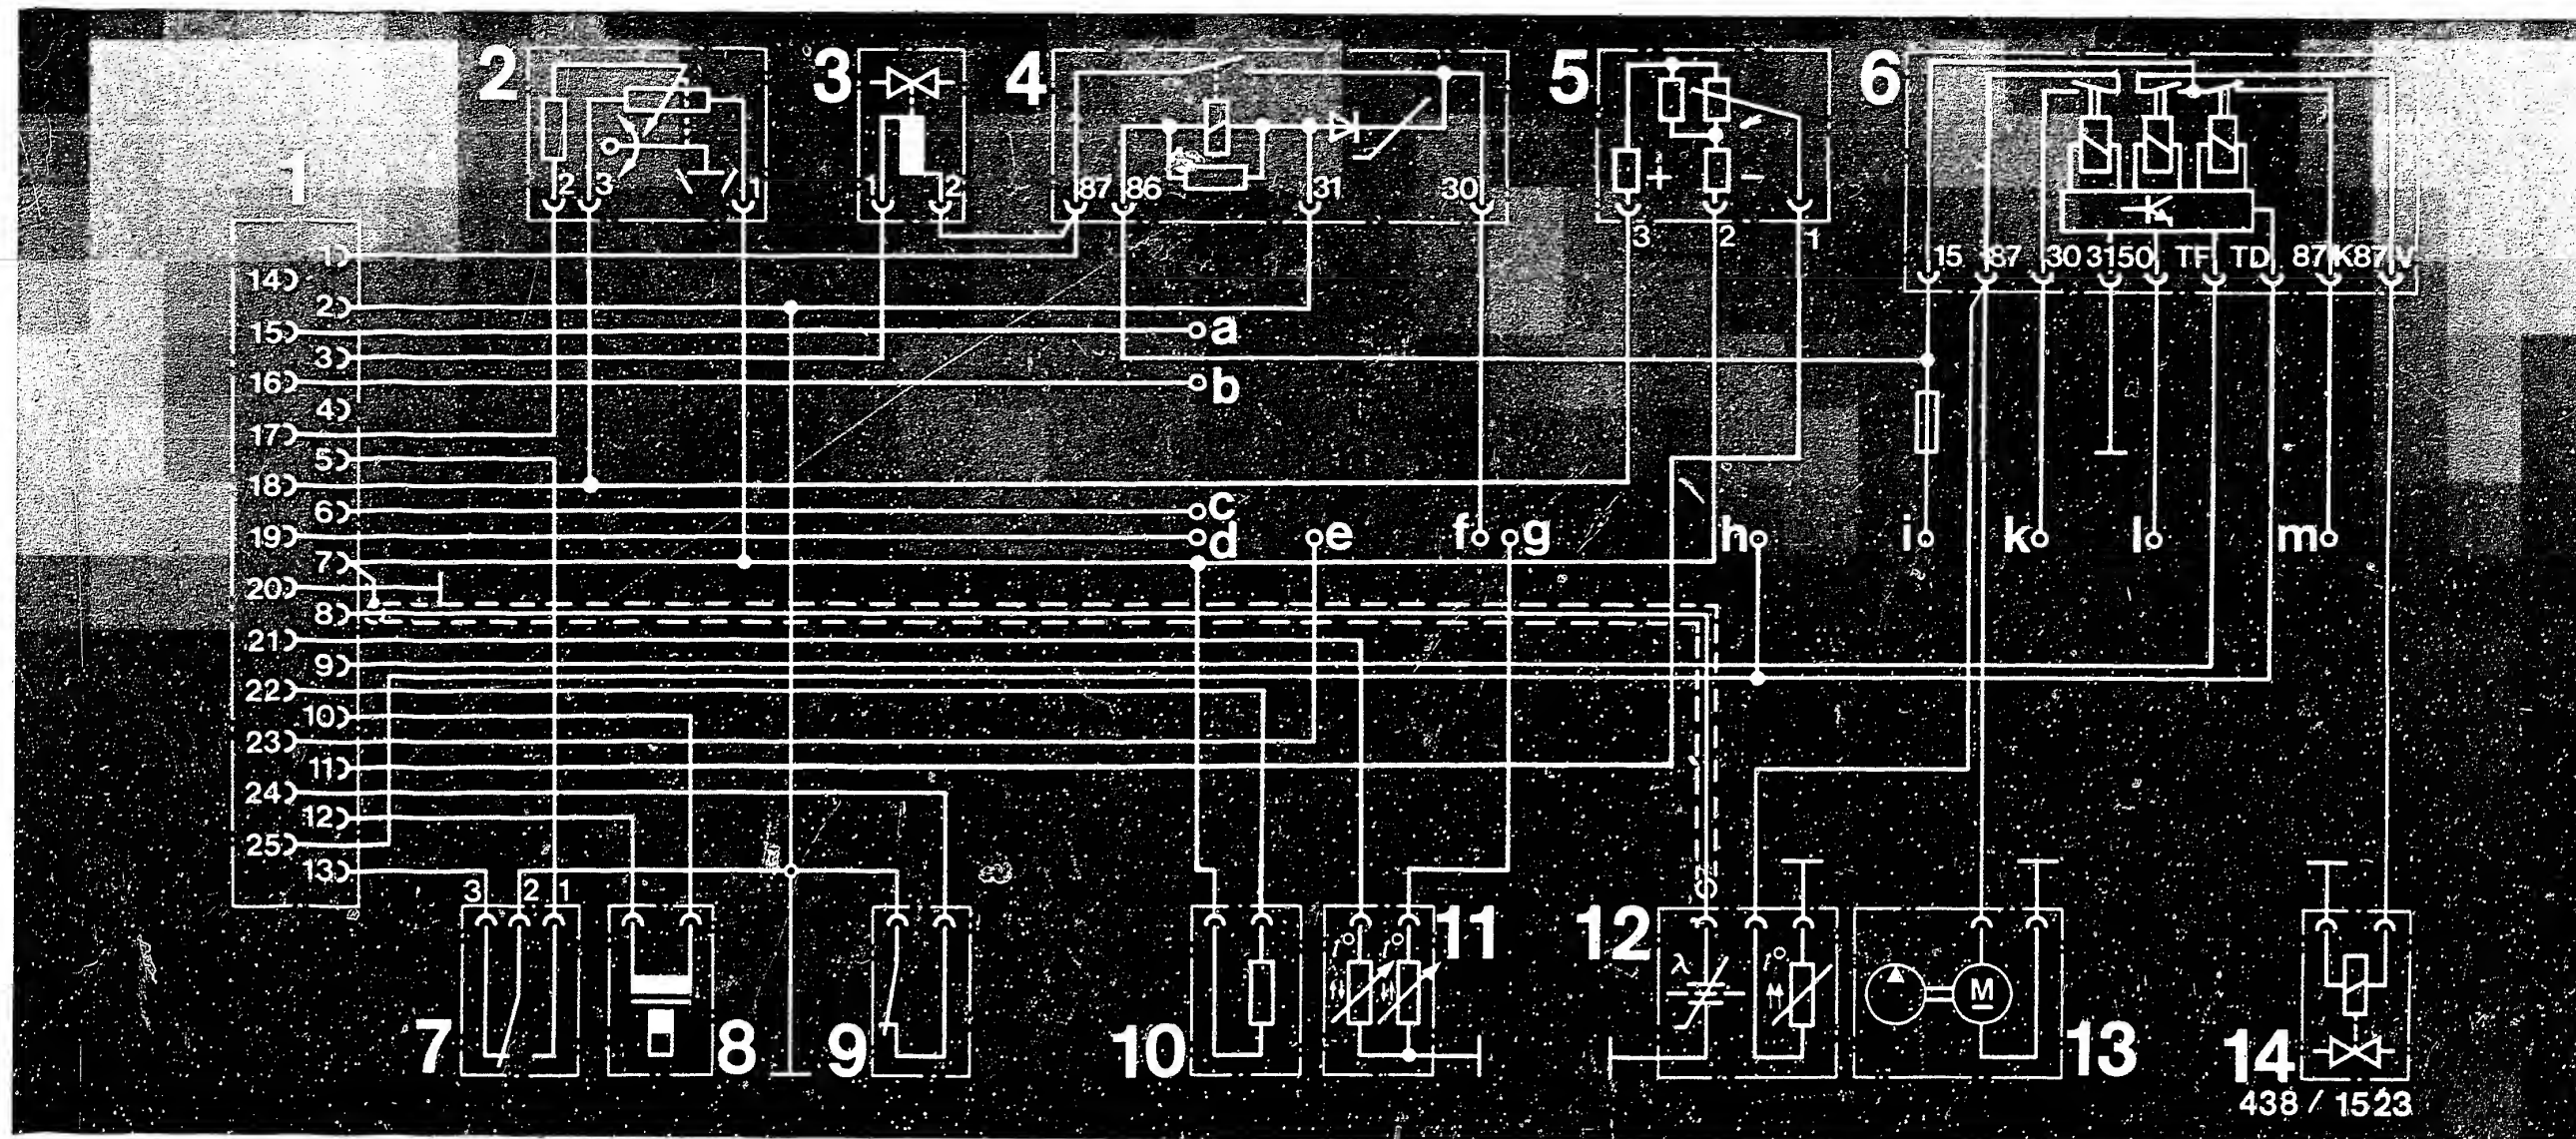 2 3 4 5 6
1
2 3 1
1 2
87 86 31 30
+ −
3 2 1
15 87 30 31 50 TF TD 87K 87V
1
14
2
15 a
3
16 b
4
17
5
18
6 c
19 d e f g h i k l m
7
20
8
21
9
22
10
23
11
24
12
25
13
3 2 1
t° t°
λ t°
M
7 8 9 10 11 12 13 14
438 / 1523